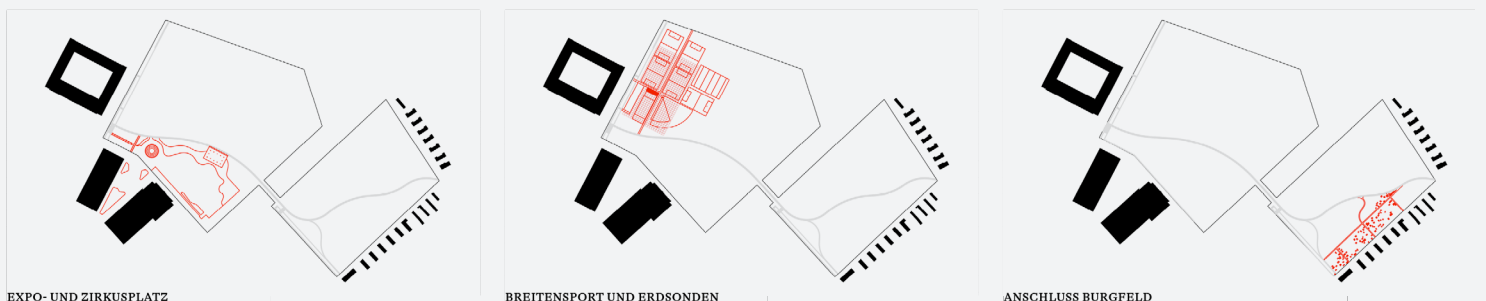 EXPO- UND ZIRKUSPLATZ
BREITENSPORT UND ERDSONDEN
ANSCHLUSS BURGFELD